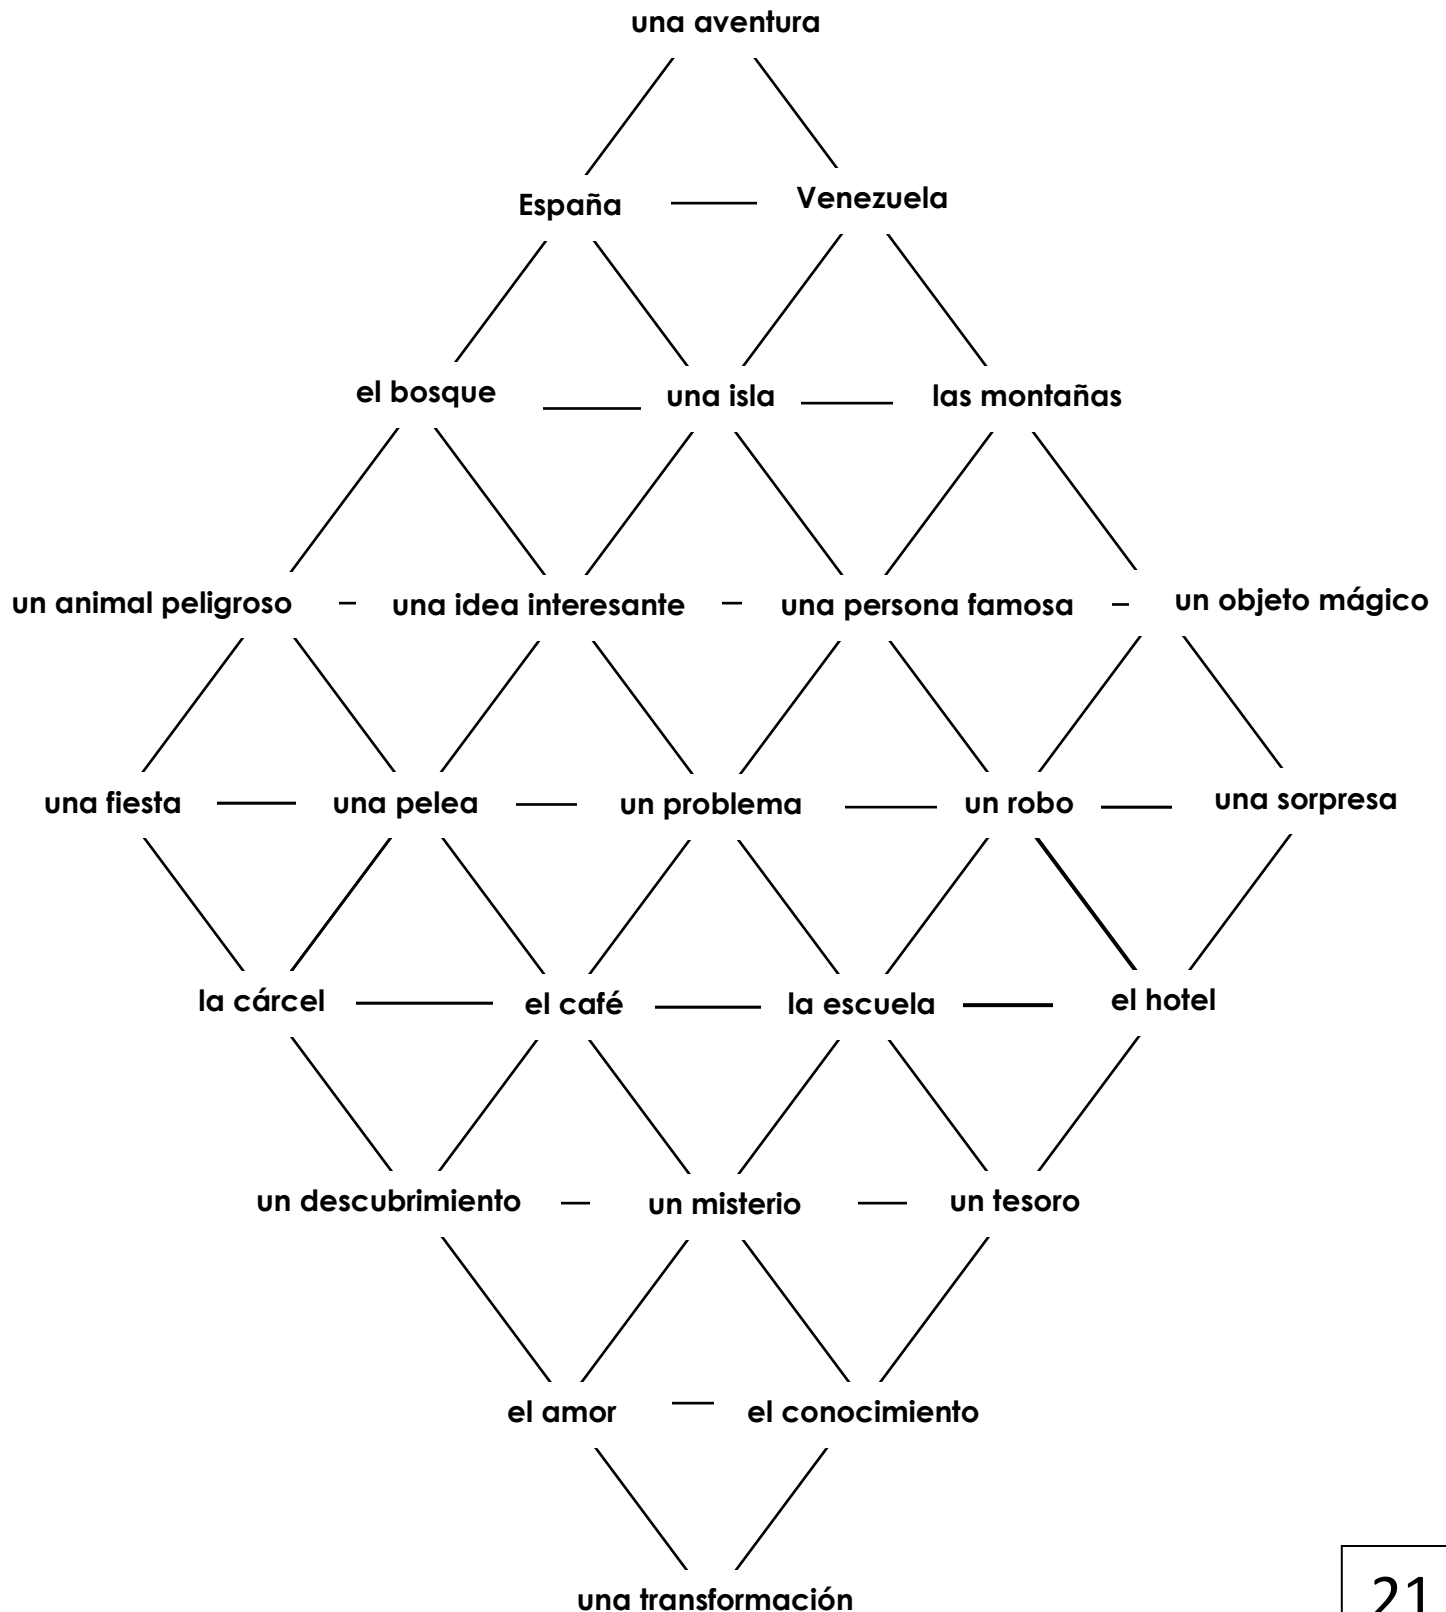 una aventura
España Venezuela
el bosque una isla las montañas
un animal peligroso una idea interesante una persona famosa un objeto mágico
una fiesta una pelea un problema un robo una sorpresa
la cárcel el café la escuela el hotel
un descubrimiento un misterio un tesoro
el amor el conocimiento
una transformación
21